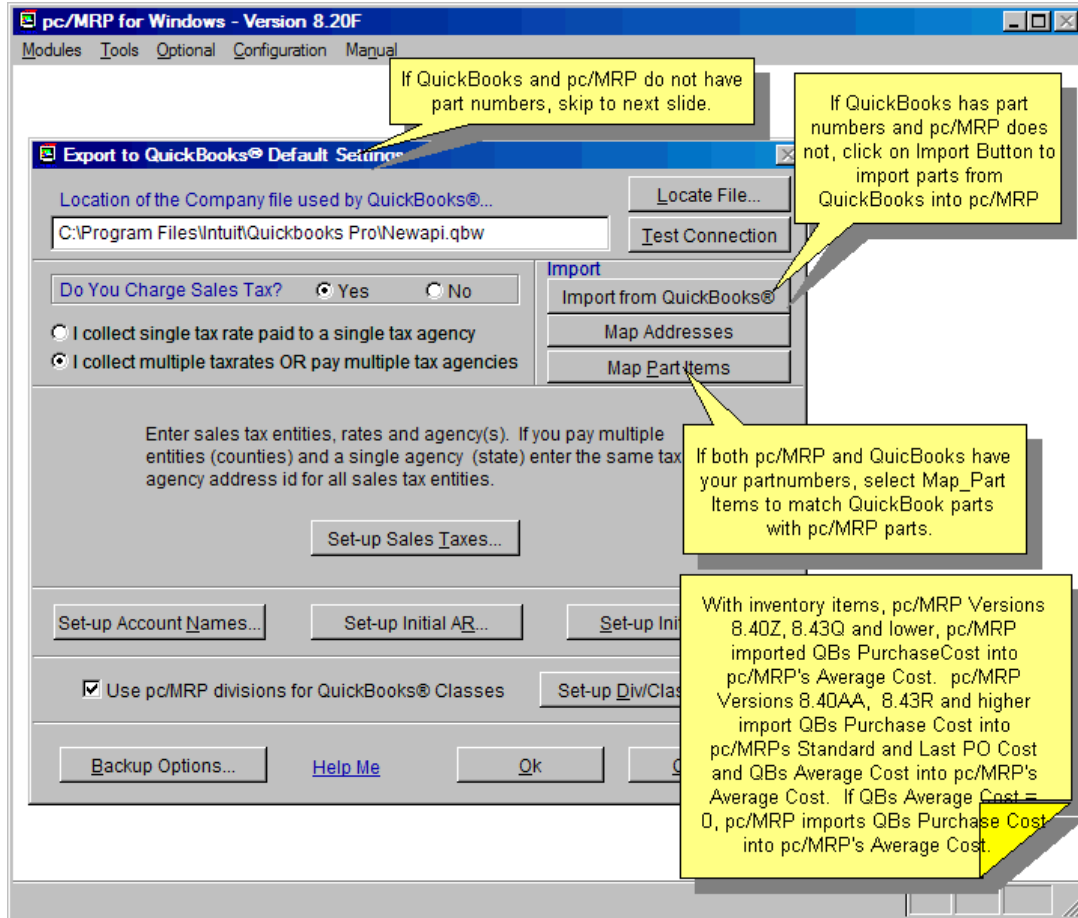 pc/MRP for Windows - Version 8.20F
Modules Tools Optional Configuration Manual
If QuickBooks and pc/MRP do not have
part numbers, skip to next slide.
If QuickBooks has part
numbers and pc/MRP does
not, click on Import Button to
import parts from
QuickBooks into pc/MRP
Export to QuickBooks® Default Settings
Location of the Company file used by QuickBooks®...
Locate File...
C:\Program Files\Intuit\Quickbooks Pro\Newapi.qbw
Test Connection
Do You Charge Sales Tax? Yes No
I collect single tax rate paid to a single tax agency
I collect multiple taxrates OR pay multiple tax agencies
Import
Import from QuickBooks®
Map Addresses
Map Part Items
Enter sales tax entities, rates and agency(s). If you pay multiple
entities (counties) and a single agency (state) enter the same tax
agency address id for all sales tax entities.
Set-up Sales Taxes...
If both pc/MRP and QuicBooks have
your partnumbers, select Map_Part
Items to match QuickBook parts
with pc/MRP parts.
Set-up Account Names...
Set-up Initial AR...
Set-up Init
Use pc/MRP divisions for QuickBooks® Classes
Set-up Div/Clas
Backup Options...
Help Me
Ok
With inventory items, pc/MRP Versions
8.40Z, 8.43Q and lower, pc/MRP
imported QBs PurchaseCost into
pc/MRP's Average Cost. pc/MRP
Versions 8.40AA, 8.43R and higher
import QBs Purchase Cost into
pc/MRPs Standard and Last PO Cost
and QBs Average Cost into pc/MRP's
Average Cost. If QBs Average Cost =
0, pc/MRP imports QBs Purchase Cost
into pc/MRP's Average Cost.